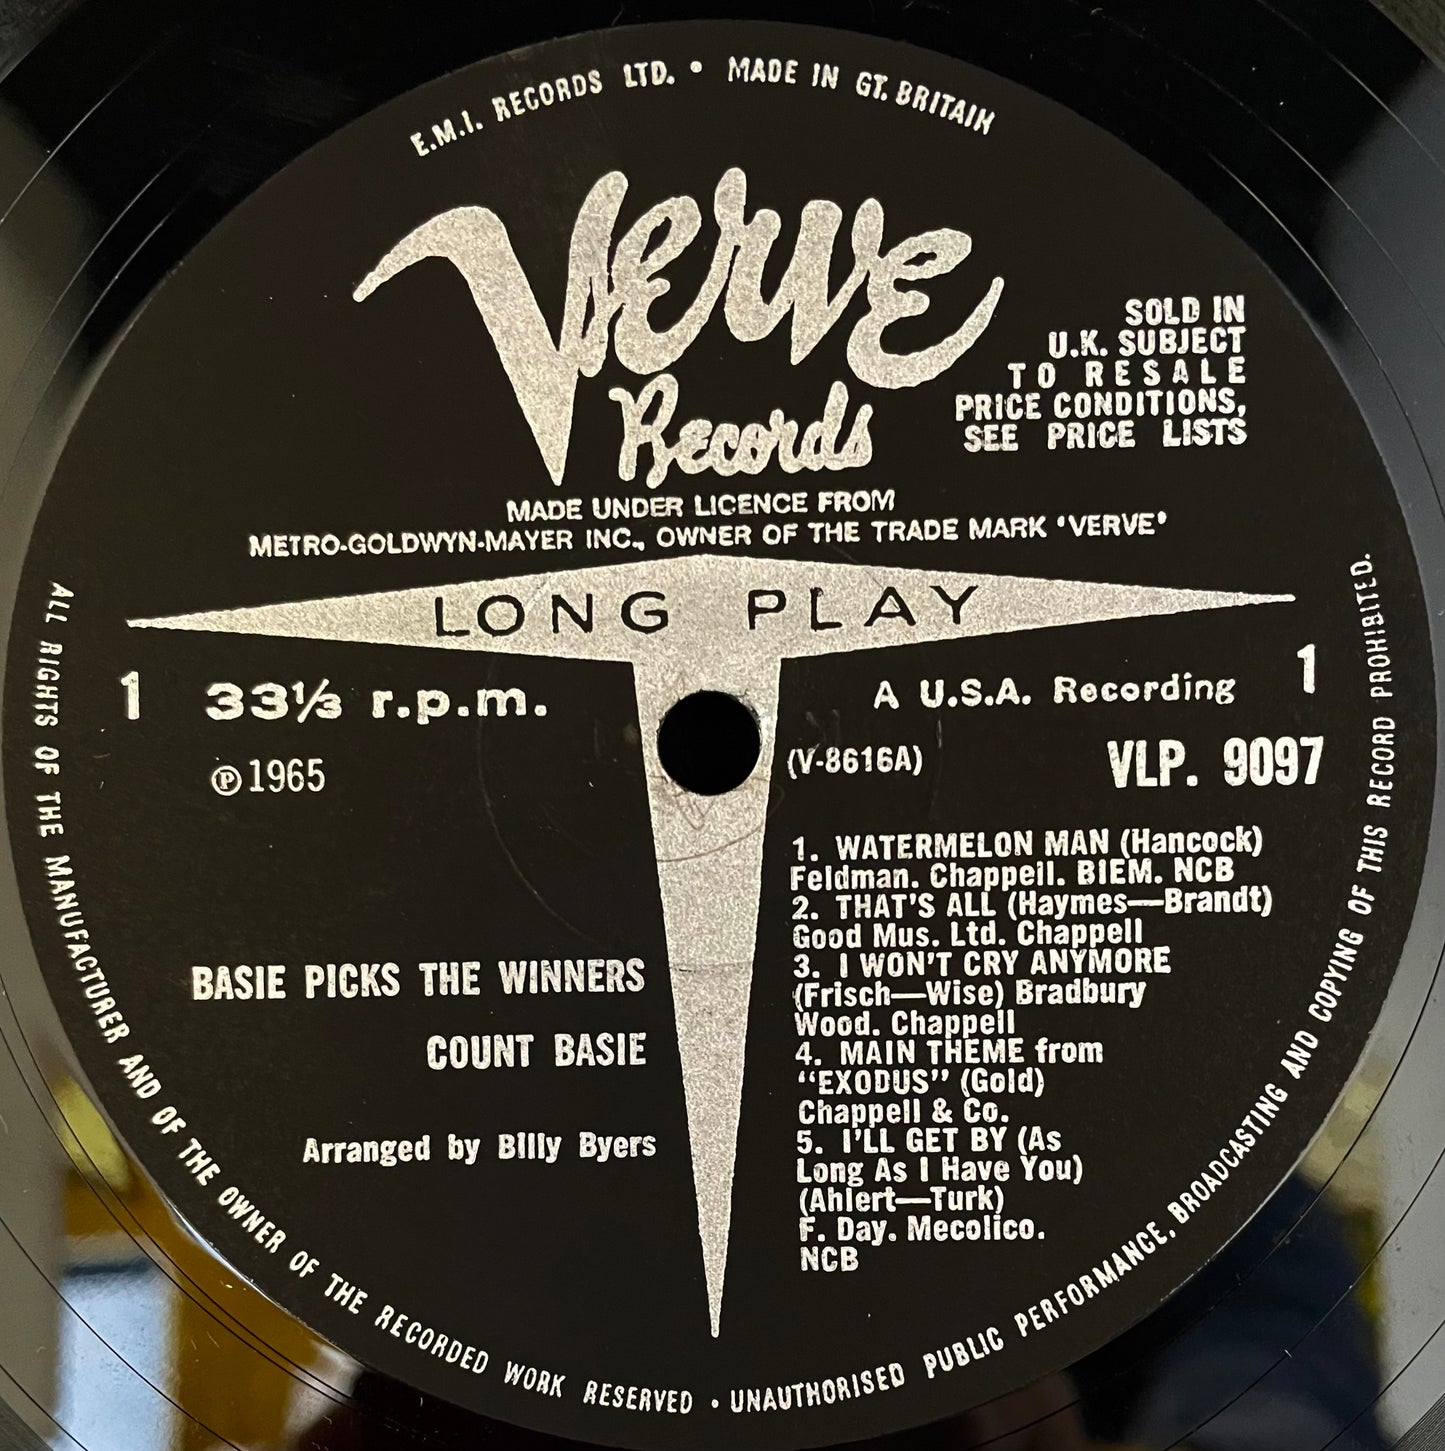 E.M.I. RECORDS LTD. • MADE IN GT. BRITAIN
Verve
Records
SOLD IN
U.K. SUBJECT
TO RESALE
PRICE CONDITIONS,
SEE PRICE LISTS
MADE UNDER LICENCE FROM
METRO-GOLDWYN-MAYER INC., OWNER OF THE TRADE MARK 'VERVE'
LONG PLAY
1 33⅓ r.p.m.
A U.S.A. Recording 1
℗ 1965
(V-8616A) VLP. 9097
BASIE PICKS THE WINNERS
COUNT BASIE
Arranged by Billy Byers
1. WATERMELON MAN (Hancock)
Feldman. Chappell. BIEM. NCB
2. THAT'S ALL (Haymes—Brandt)
Good Mus. Ltd. Chappell
3. I WON'T CRY ANYMORE
(Frisch—Wise) Bradbury
Wood. Chappell
4. MAIN THEME from
"EXODUS" (Gold)
Chappell & Co.
5. I'LL GET BY (As
Long As I Have You)
(Ahlert—Turk)
F. Day. Mecolico.
NCB
ALL RIGHTS OF THE MANUFACTURER AND OF THE OWNER OF THE RECORDED WORK RESERVED • UNAUTHORISED PUBLIC PERFORMANCE, BROADCASTING AND COPYING OF THIS RECORD PROHIBITED.